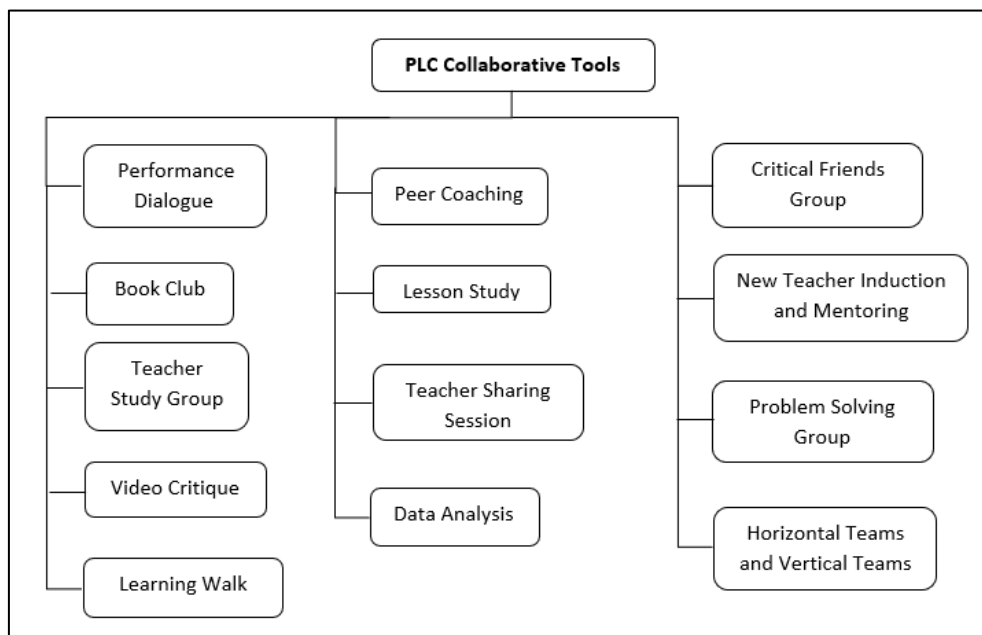 PLC Collaborative Tools
Performance
Dialogue
Book Club
Teacher
Study Group
Video Critique
Learning Walk
Peer Coaching
Lesson Study
Teacher Sharing
Session
Data Analysis
Critical Friends
Group
New Teacher Induction
and Mentoring
Problem Solving
Group
Horizontal Teams
and Vertical Teams